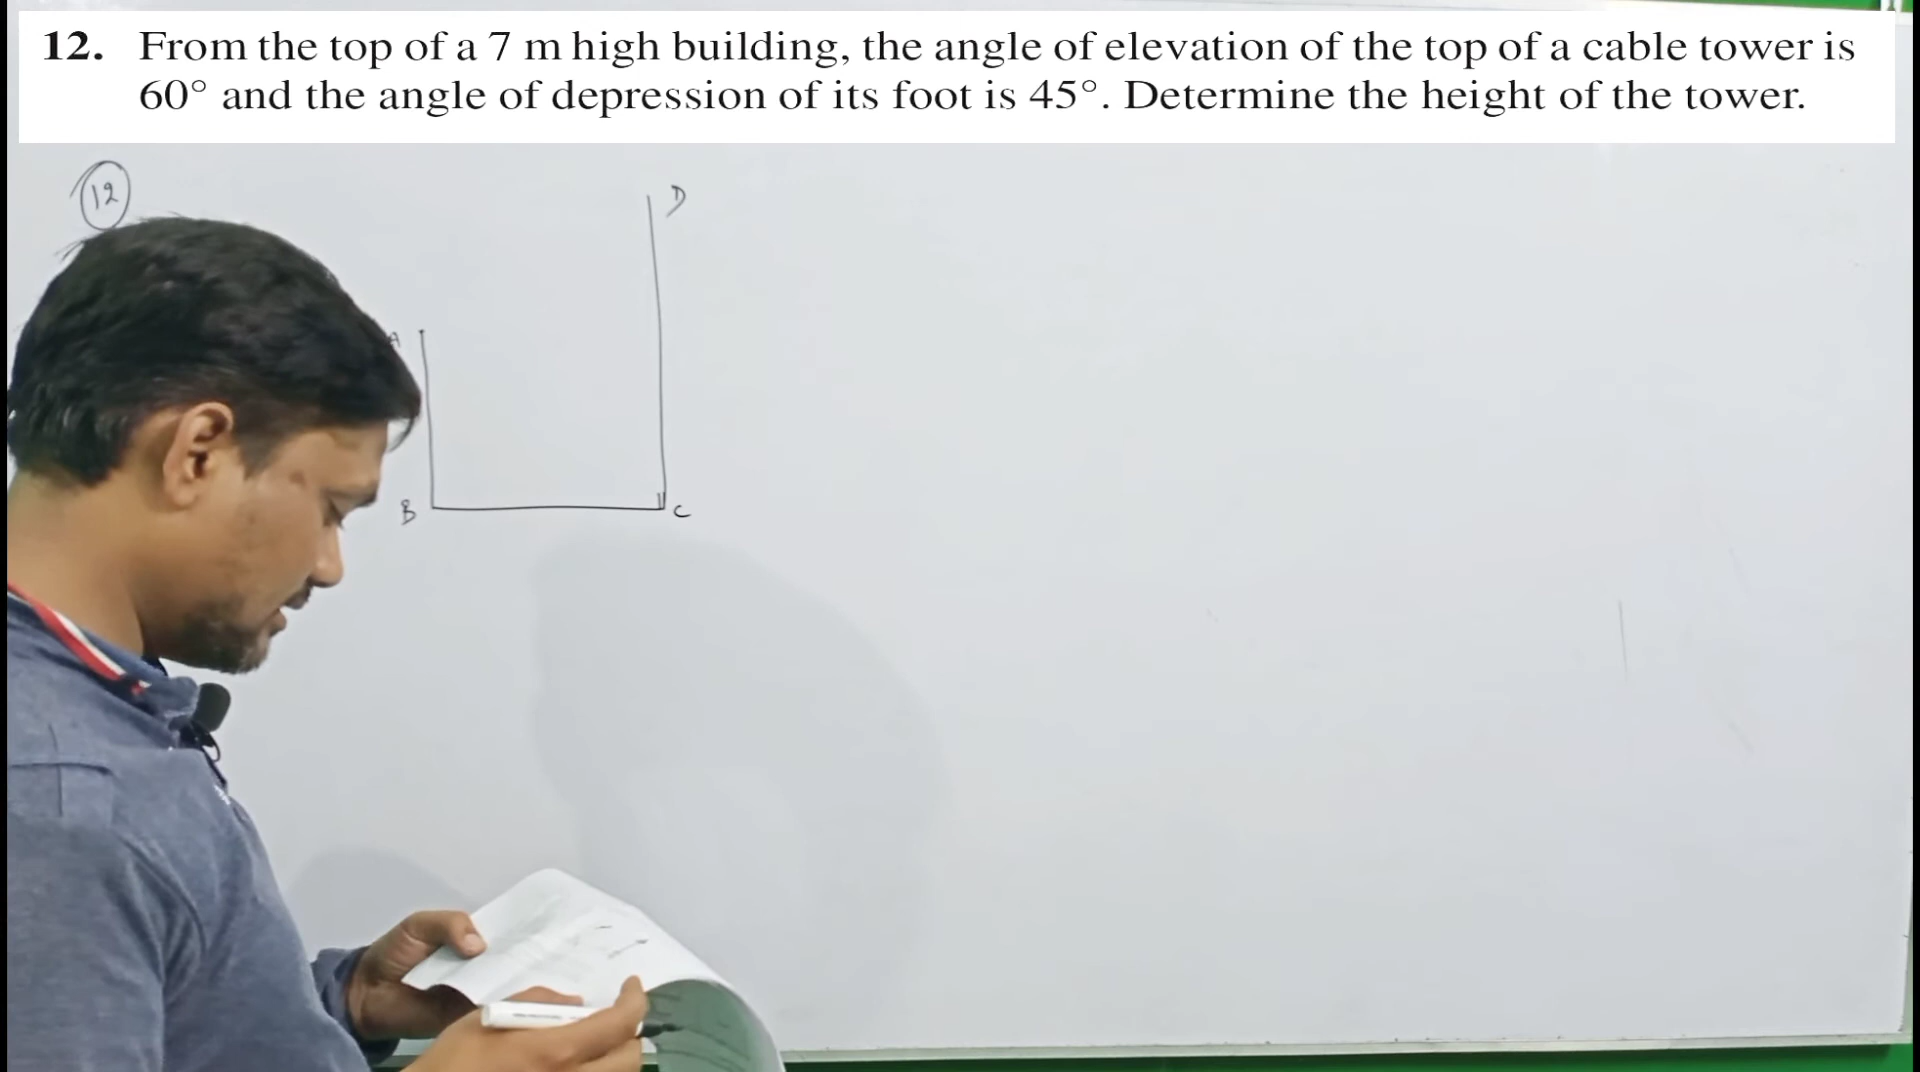 12. From the top of a 7 m high building, the angle of elevation of the top of a cable tower is
60° and the angle of depression of its foot is 45°. Determine the height of the tower.
12
D
A
B
C